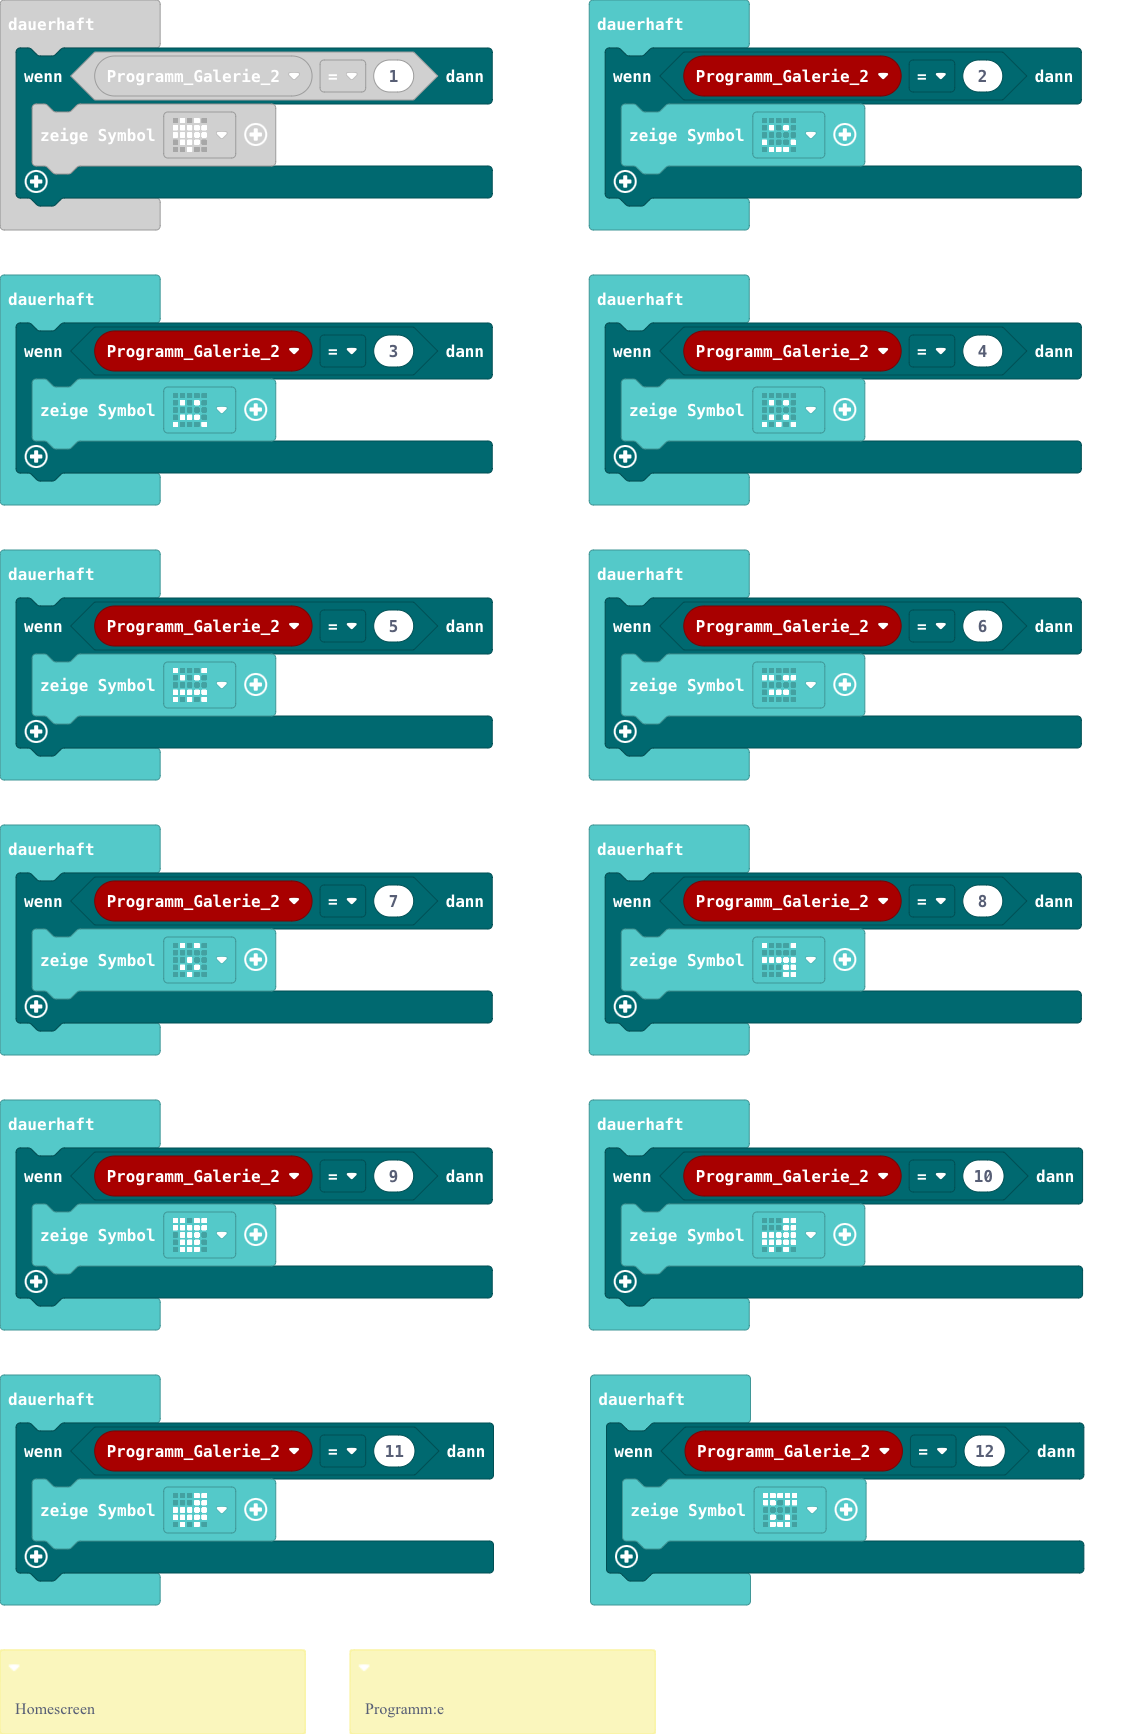 dauerhaft
wenn Programm_Galerie_2 = 1 dann
zeige Symbol
dauerhaft
wenn Programm_Galerie_2 = 2 dann
zeige Symbol
dauerhaft
wenn Programm_Galerie_2 = 3 dann
zeige Symbol
dauerhaft
wenn Programm_Galerie_2 = 4 dann
zeige Symbol
dauerhaft
wenn Programm_Galerie_2 = 5 dann
zeige Symbol
dauerhaft
wenn Programm_Galerie_2 = 6 dann
zeige Symbol
dauerhaft
wenn Programm_Galerie_2 = 7 dann
zeige Symbol
dauerhaft
wenn Programm_Galerie_2 = 8 dann
zeige Symbol
dauerhaft
wenn Programm_Galerie_2 = 9 dann
zeige Symbol
dauerhaft
wenn Programm_Galerie_2 = 10 dann
zeige Symbol
dauerhaft
wenn Programm_Galerie_2 = 11 dann
zeige Symbol
dauerhaft
wenn Programm_Galerie_2 = 12 dann
zeige Symbol
Homescreen
Programm:e